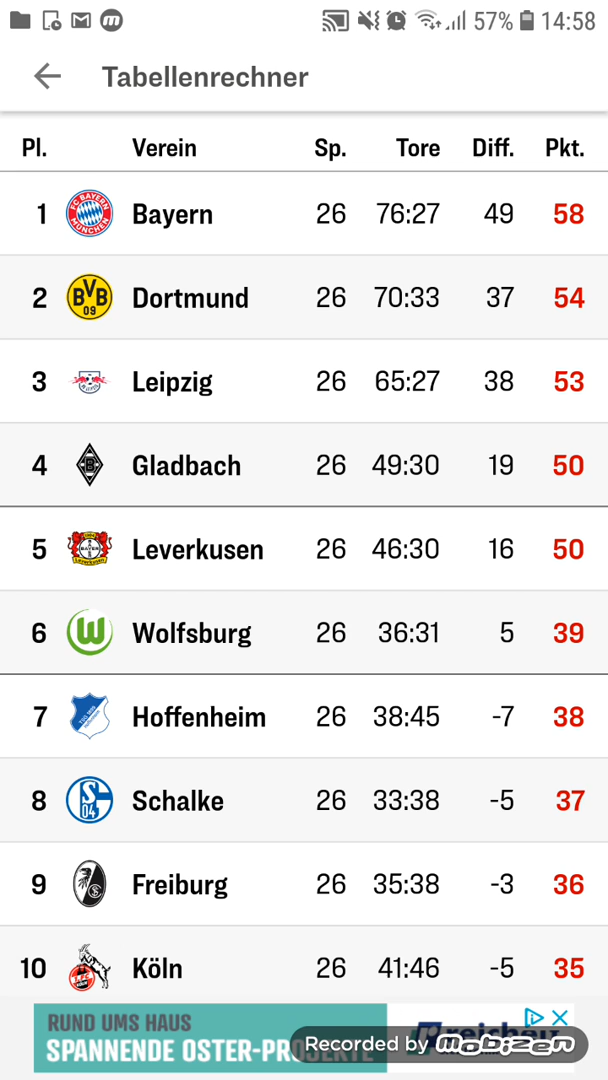 57% 14:58
Tabellenrechner
Pl. Verein Sp. Tore Diff. Pkt.
1 Bayern 26 76:27 49 58
2 BVB 09 Dortmund 26 70:33 37 54
3 Leipzig 26 65:27 38 53
4 Gladbach 26 49:30 19 50
5 Leverkusen 26 46:30 16 50
6 Wolfsburg 26 36:31 5 39
7 Hoffenheim 26 38:45 -7 38
8 S 04 Schalke 26 33:38 -5 37
9 Freiburg 26 35:38 -3 36
10 Köln 26 41:46 -5 35
RUND UMS HAUS
SPANNENDE OSTER-PROJEKTE
Recorded by mobizen